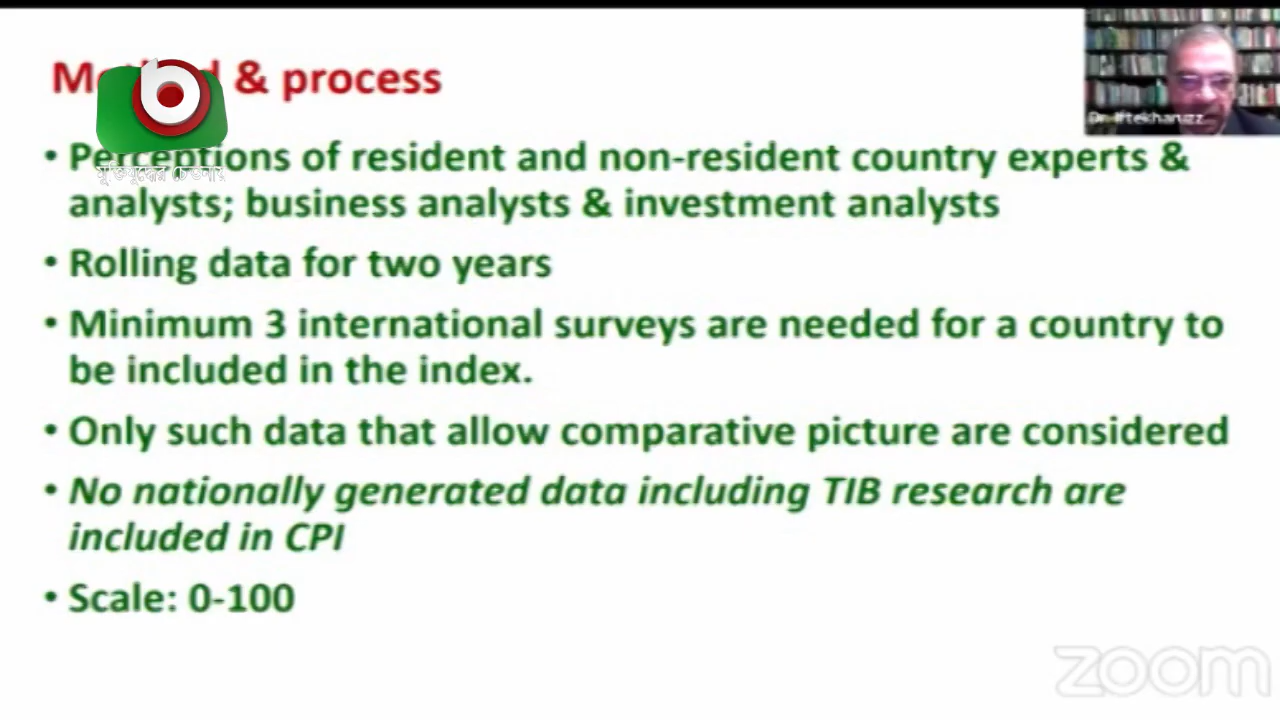 Method & process
• Perceptions of resident and non-resident country experts &
analysts; business analysts & investment analysts
• Rolling data for two years
• Minimum 3 international surveys are needed for a country to
be included in the index.
• Only such data that allow comparative picture are considered
• No nationally generated data including TIB research are
included in CPI
• Scale: 0-100
Dr. Iftekharuzz
b
মুক্তিযুদ্ধের চেতনায়
zoom